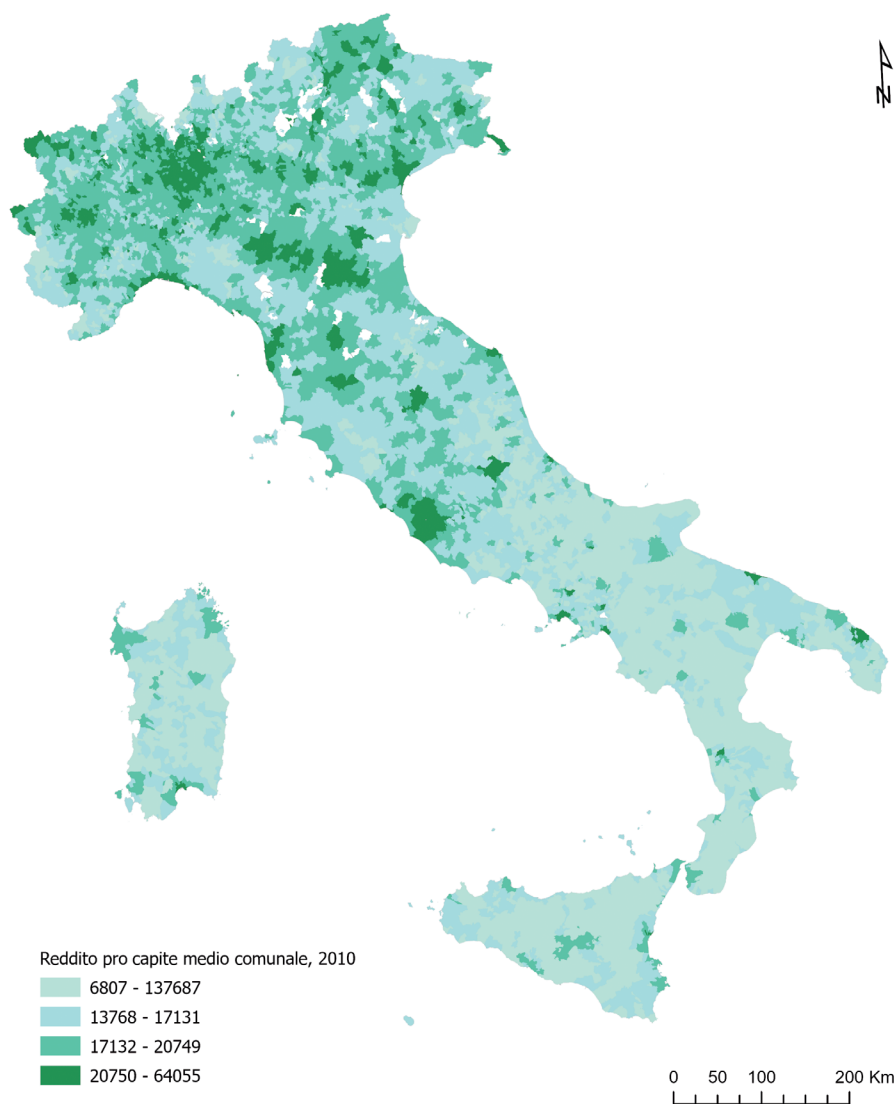 N
Reddito pro capite medio comunale, 2010
6807 - 137687
13768 - 17131
17132 - 20749
20750 - 64055
0 50 100 200 Km